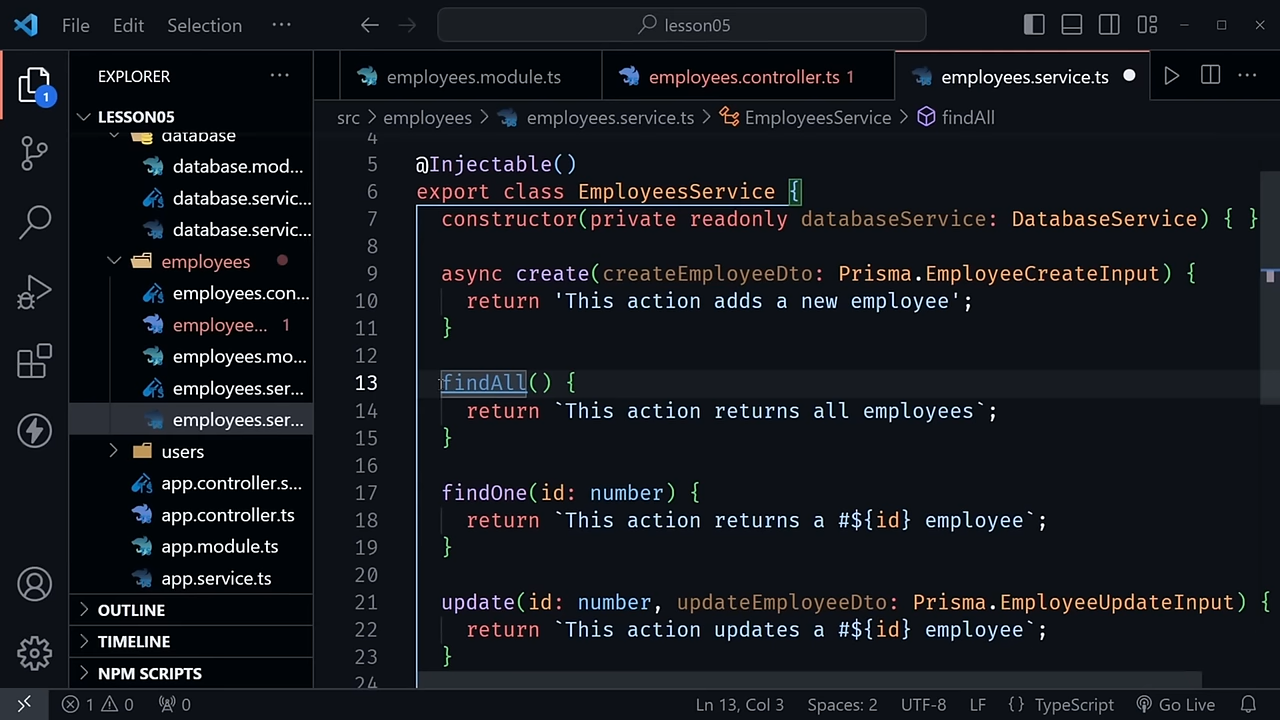 File Edit Selection ··· lesson05
EXPLORER ···
employees.module.ts employees.controller.ts 1 employees.service.ts
1
LESSON05
src > employees > employees.service.ts > EmployeesService > findAll
database
database.mod...
database.servic...
database.servic...
employees
employees.con...
employee... 1
employees.mo...
employees.ser...
employees.ser...
users
app.controller.s...
app.controller.ts
app.module.ts
app.service.ts
OUTLINE
TIMELINE
NPM SCRIPTS
4
5 @Injectable()
6 export class EmployeesService {
7 constructor(private readonly databaseService: DatabaseService) { }
8
9 async create(createEmployeeDto: Prisma.EmployeeCreateInput) {
10 return 'This action adds a new employee';
11 }
12
13 findAll() {
14 return `This action returns all employees`;
15 }
16
17 findOne(id: number) {
18 return `This action returns a #${id} employee`;
19 }
20
21 update(id: number, updateEmployeeDto: Prisma.EmployeeUpdateInput) {
22 return `This action updates a #${id} employee`;
23 }
24
1 0 0 Ln 13, Col 3 Spaces: 2 UTF-8 LF {} TypeScript Go Live